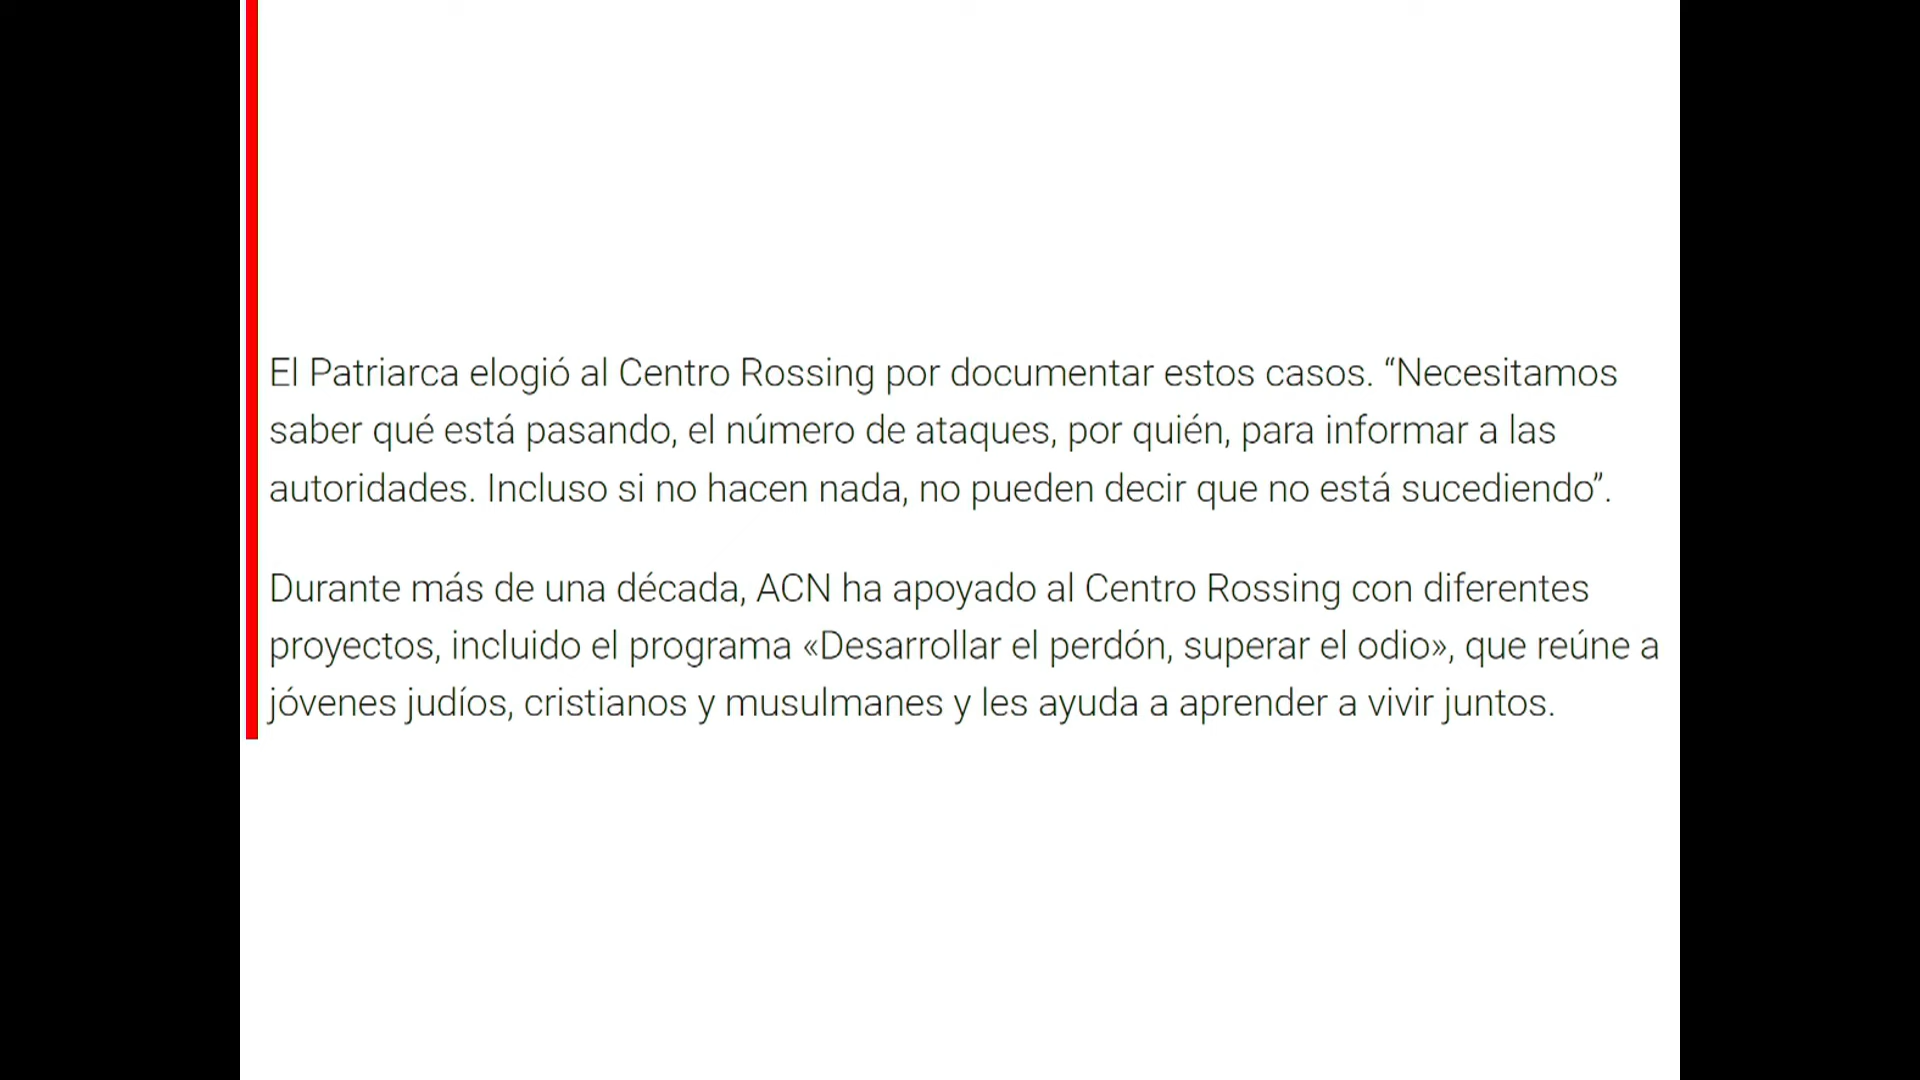 El Patriarca elogió al Centro Rossing por documentar estos casos. “Necesitamos
saber qué está pasando, el número de ataques, por quién, para informar a las
autoridades. Incluso si no hacen nada, no pueden decir que no está sucediendo”.
Durante más de una década, ACN ha apoyado al Centro Rossing con diferentes
proyectos, incluido el programa «Desarrollar el perdón, superar el odio», que reúne a
jóvenes judíos, cristianos y musulmanes y les ayuda a aprender a vivir juntos.